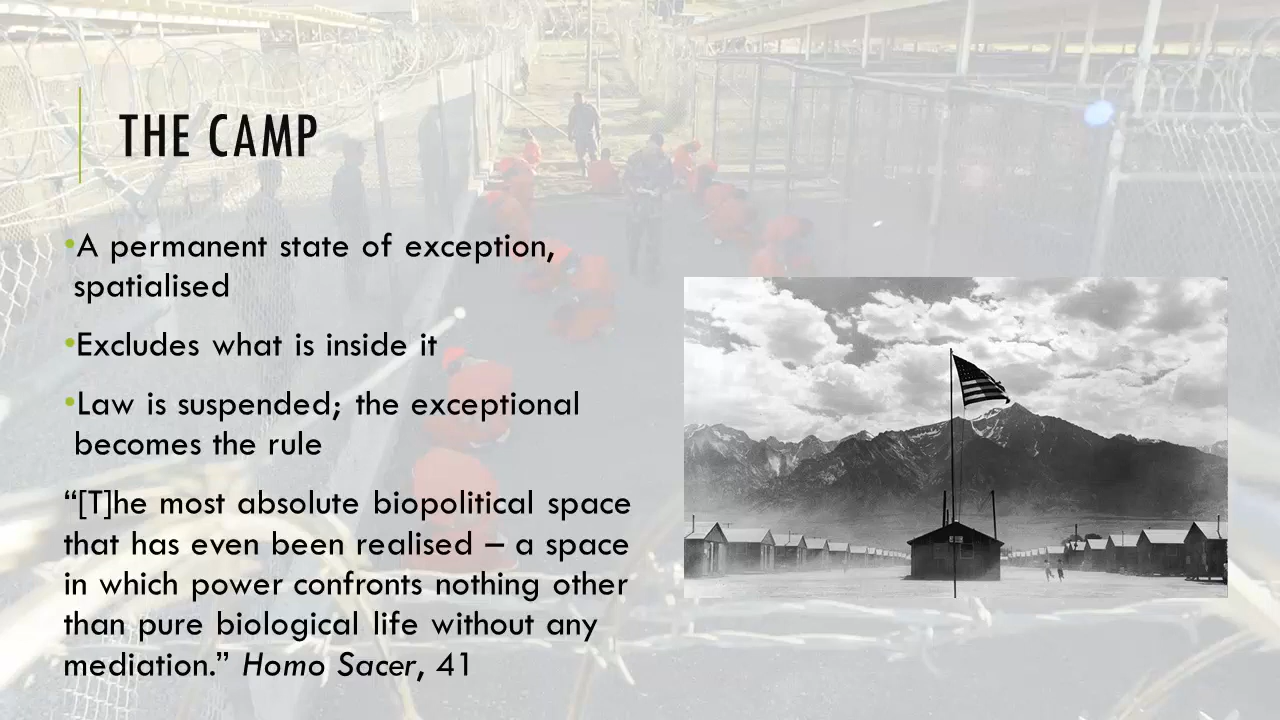 THE CAMP
•A permanent state of exception,
spatialised
•Excludes what is inside it
•Law is suspended; the exceptional
becomes the rule
“[T]he most absolute biopolitical space
that has even been realised – a space
in which power confronts nothing other
than pure biological life without any
mediation.” Homo Sacer, 41